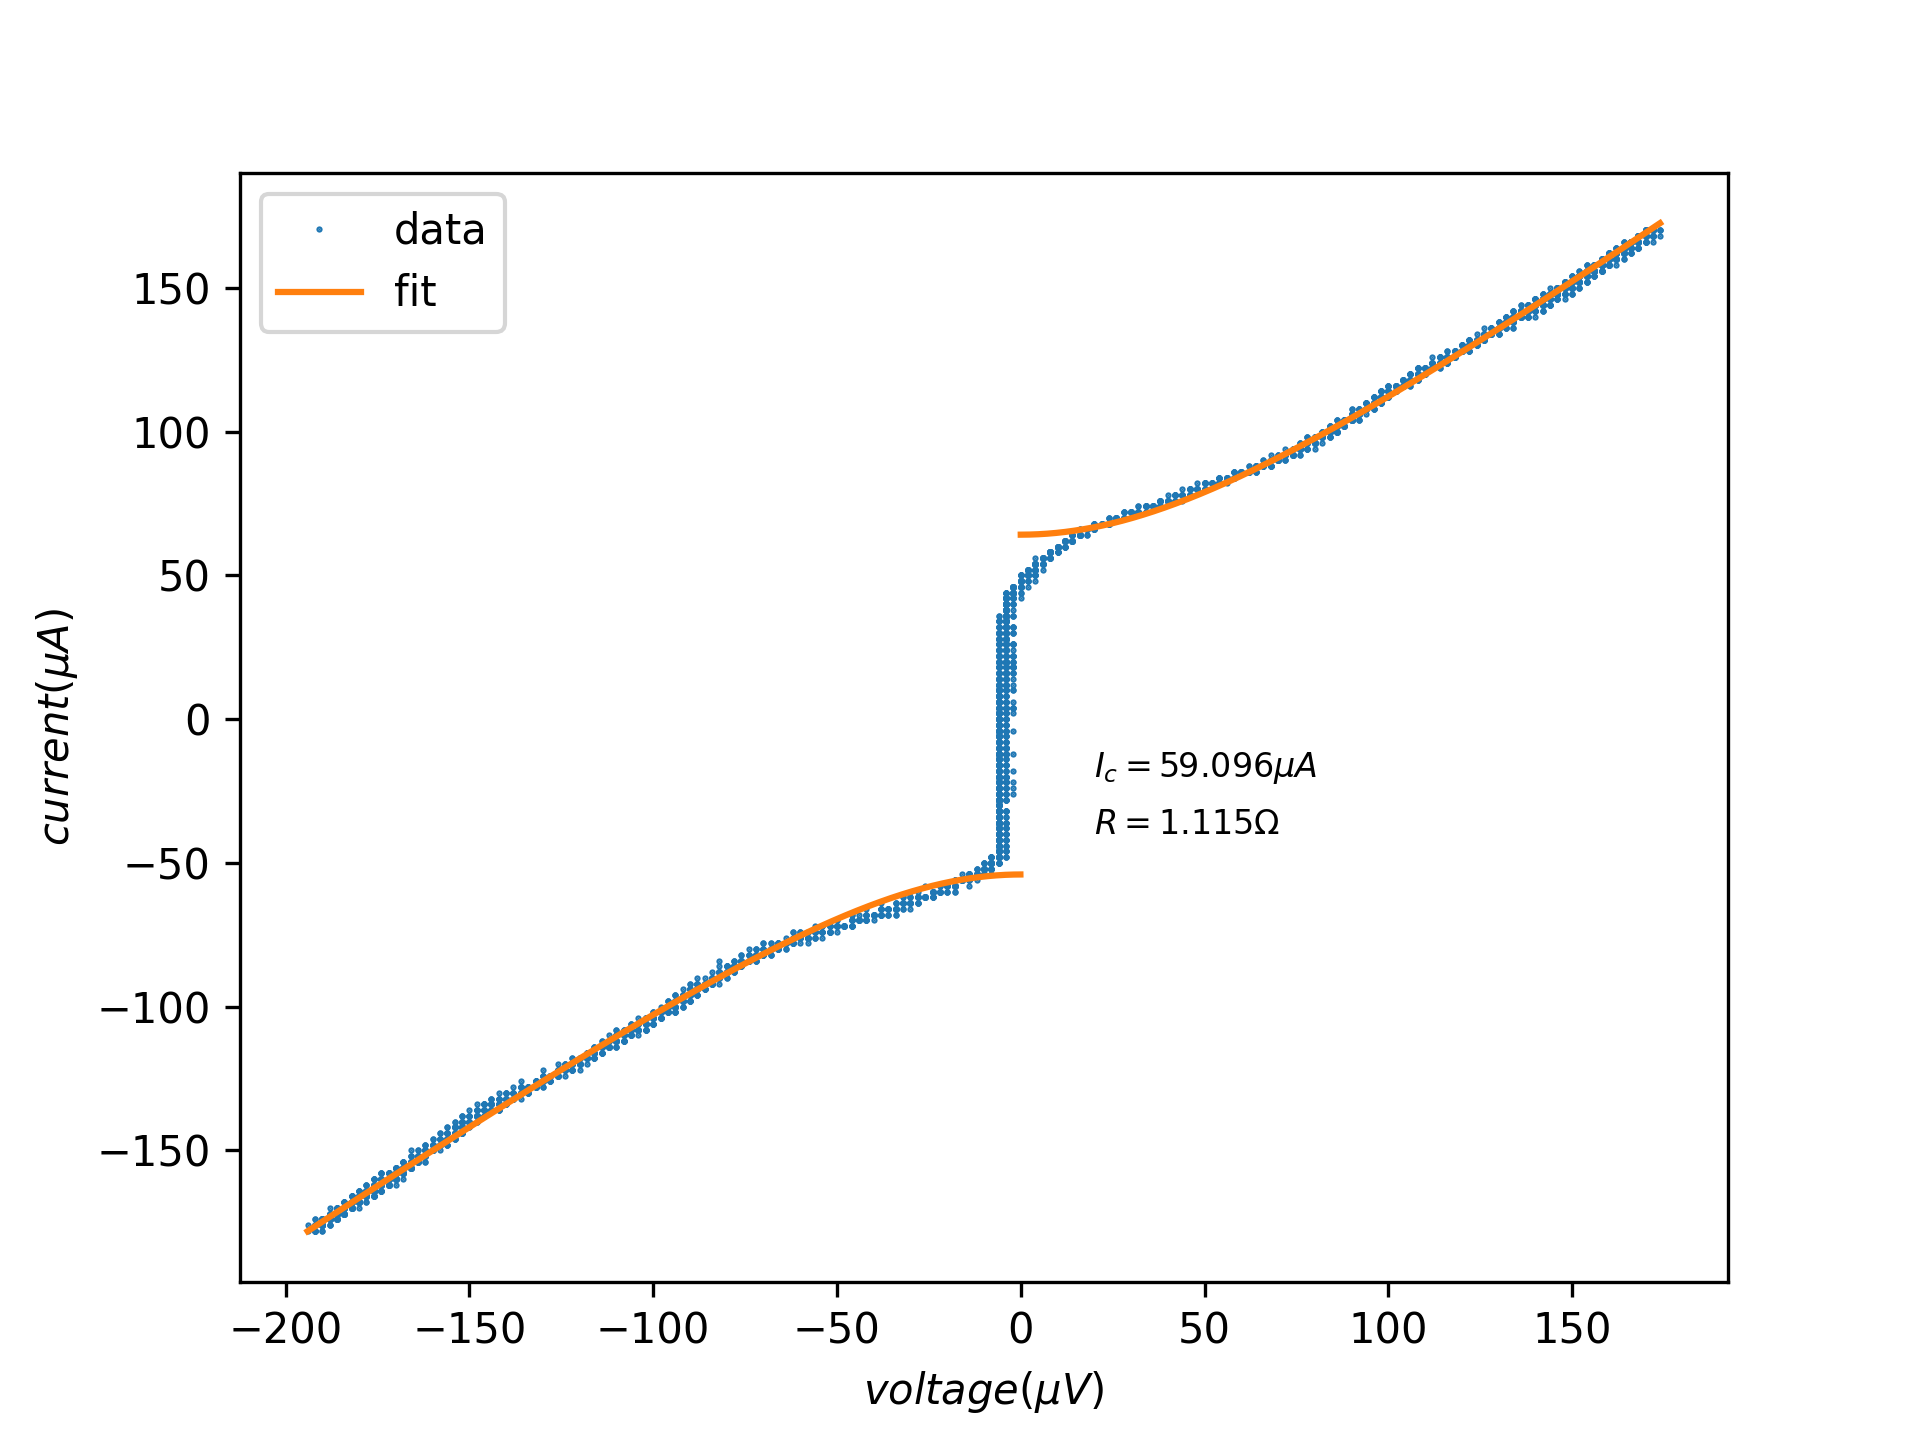 data
fit
150
100
50
0
−50
−100
−150
current(μA)
I_c = 59.096μA
R = 1.115Ω
−200 −150 −100 −50 0 50 100 150
voltage(μV)